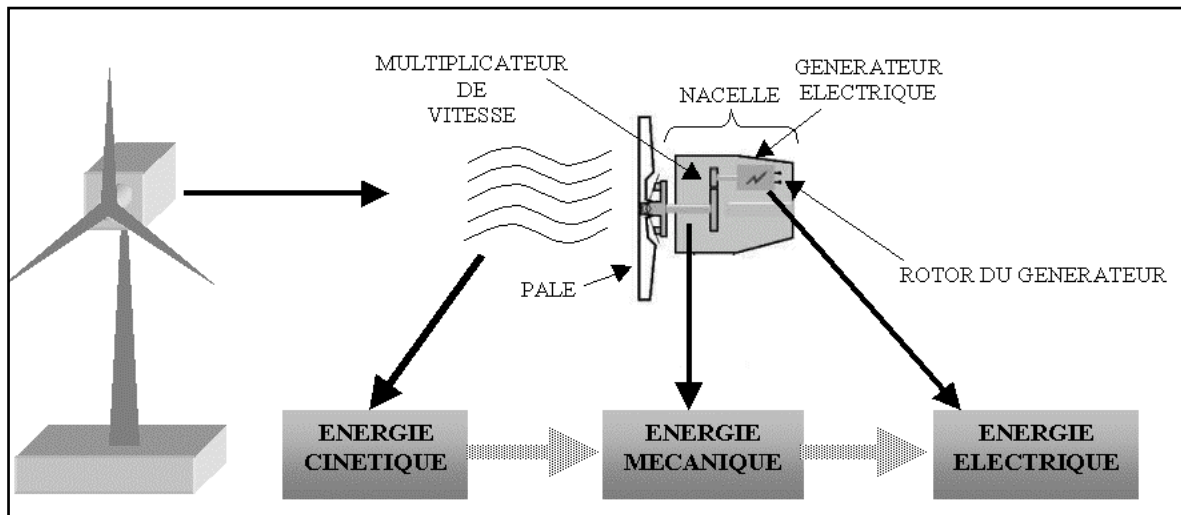 MULTIPLICATEUR
DE
VITESSE
NACELLE
GENERATEUR
ELECTRIQUE
PALE
ROTOR DU GENERATEUR
ENERGIE
CINETIQUE
ENERGIE
MECANIQUE
ENERGIE
ELECTRIQUE